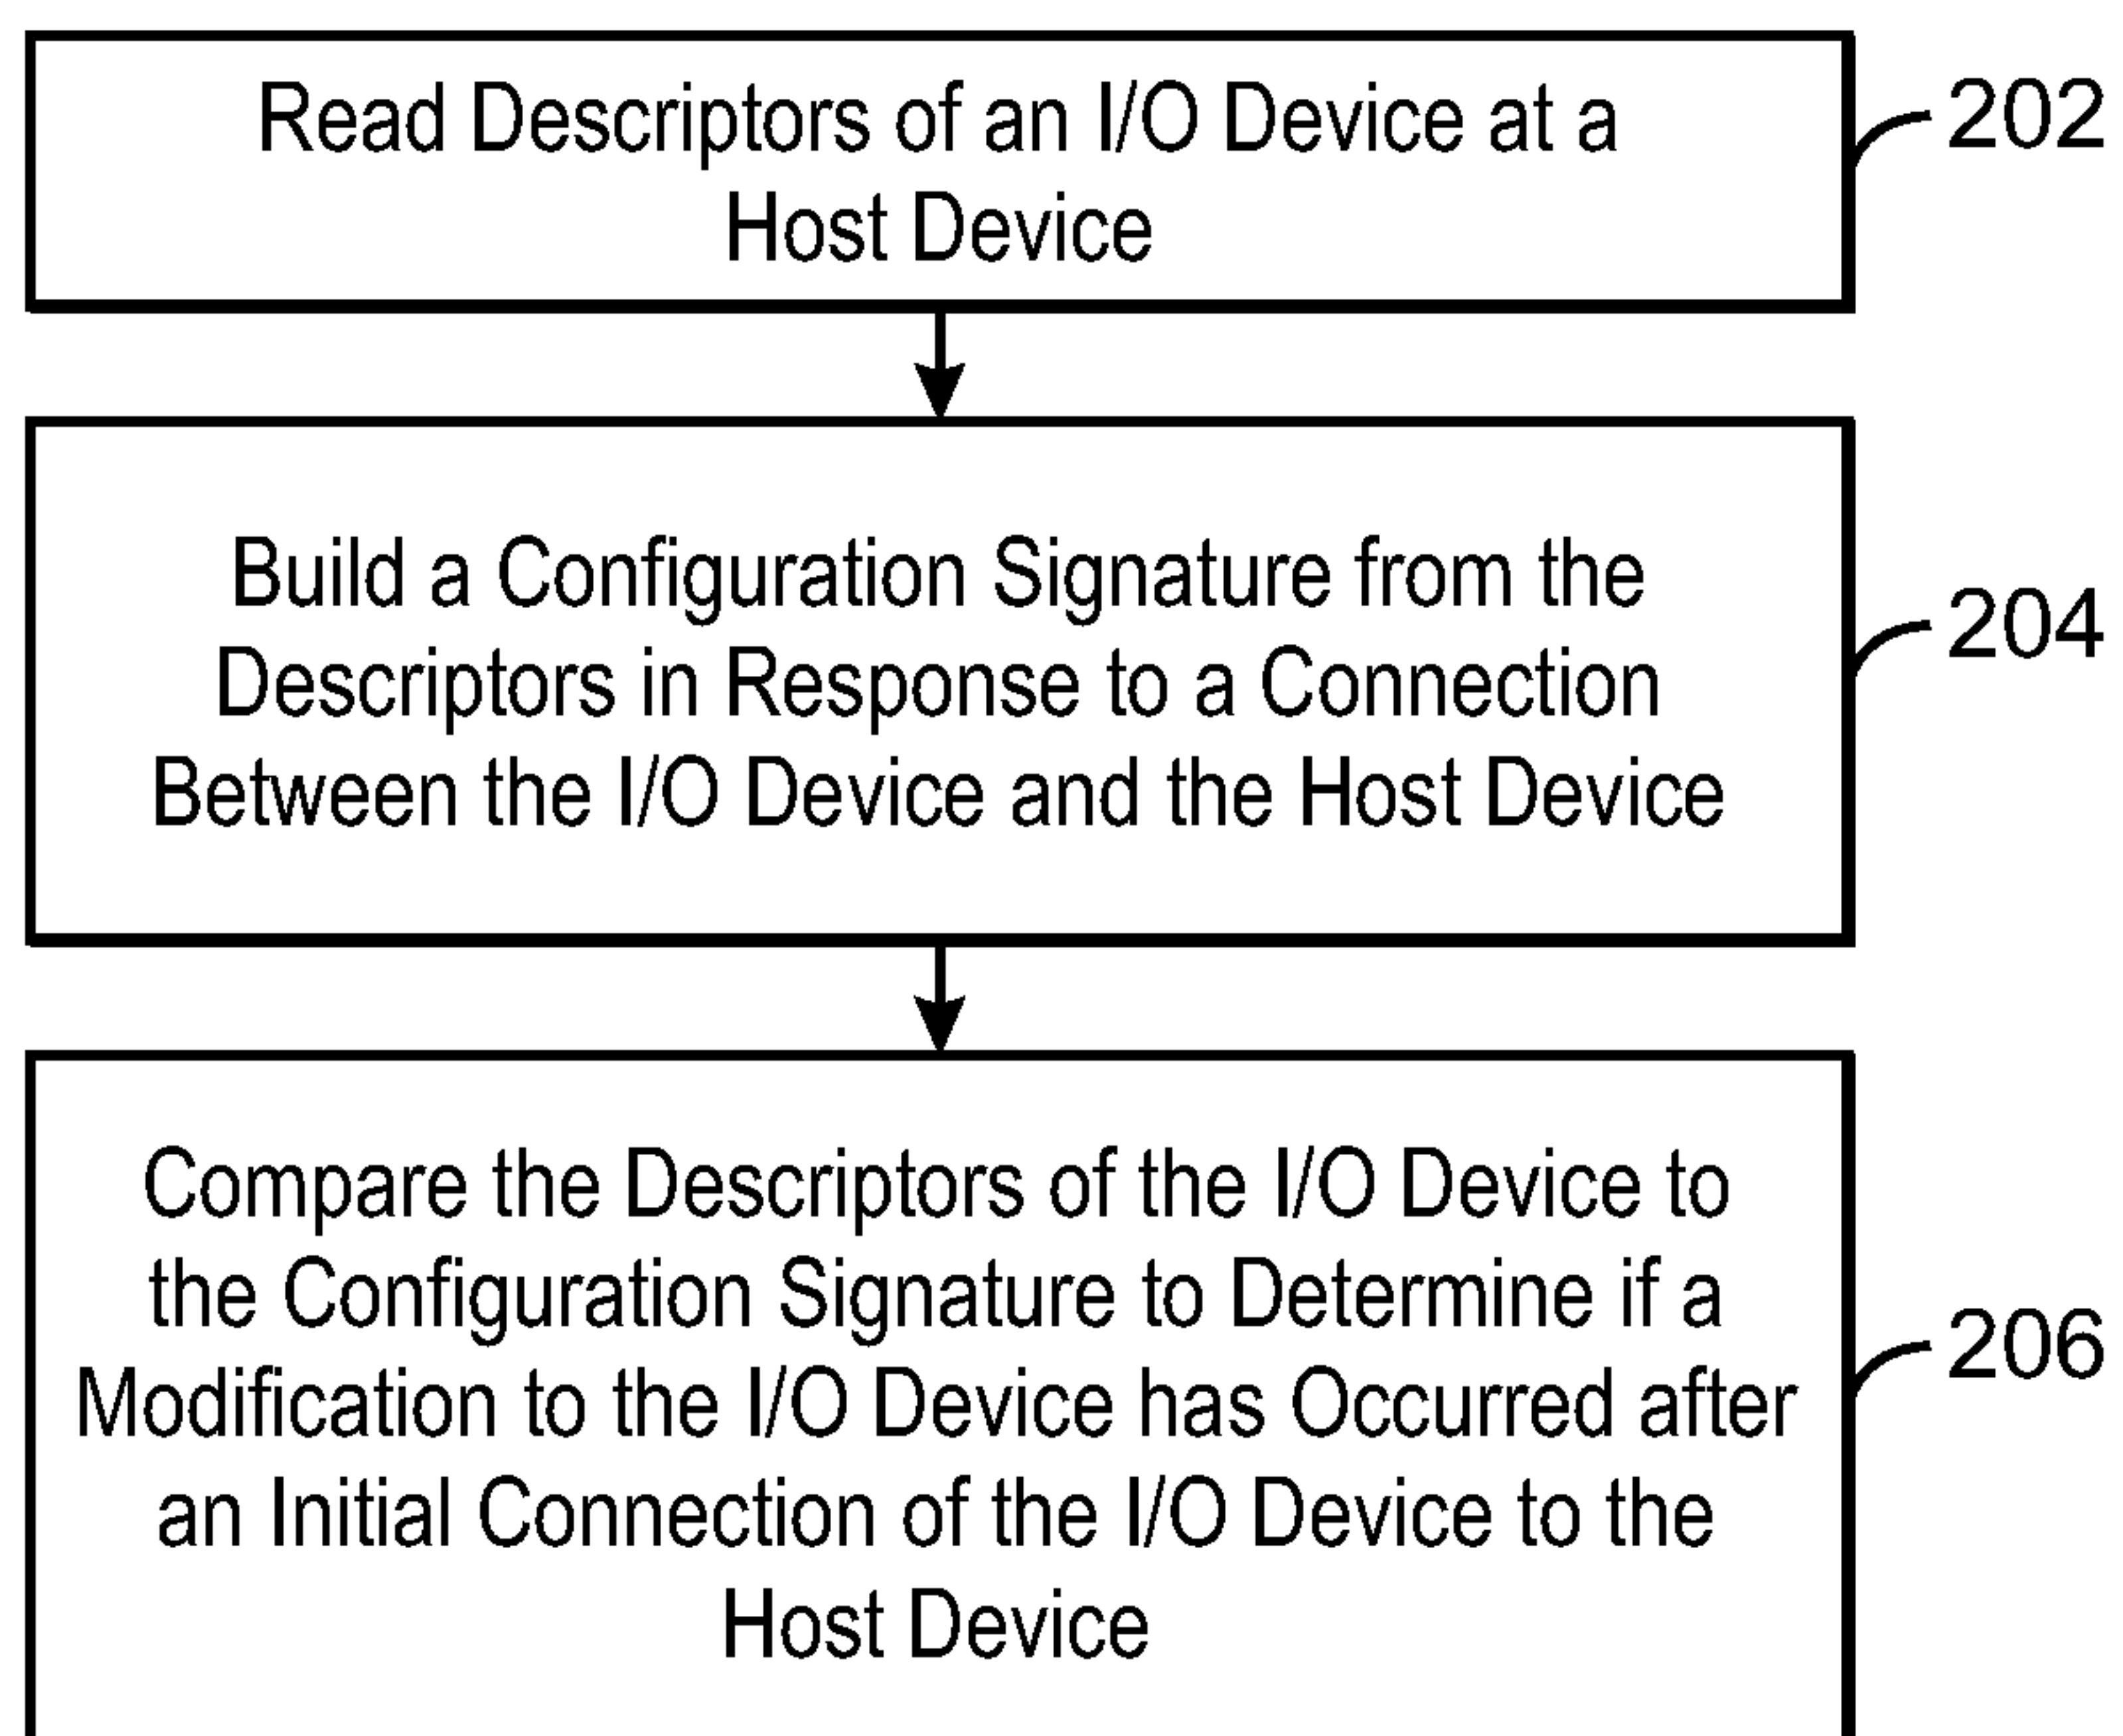 Read Descriptors of an I/O Device at a
Host Device
202
Build a Configuration Signature from the
Descriptors in Response to a Connection
Between the I/O Device and the Host Device
204
Compare the Descriptors of the I/O Device to
the Configuration Signature to Determine if a
Modification to the I/O Device has Occurred after
an Initial Connection of the I/O Device to the
Host Device
206